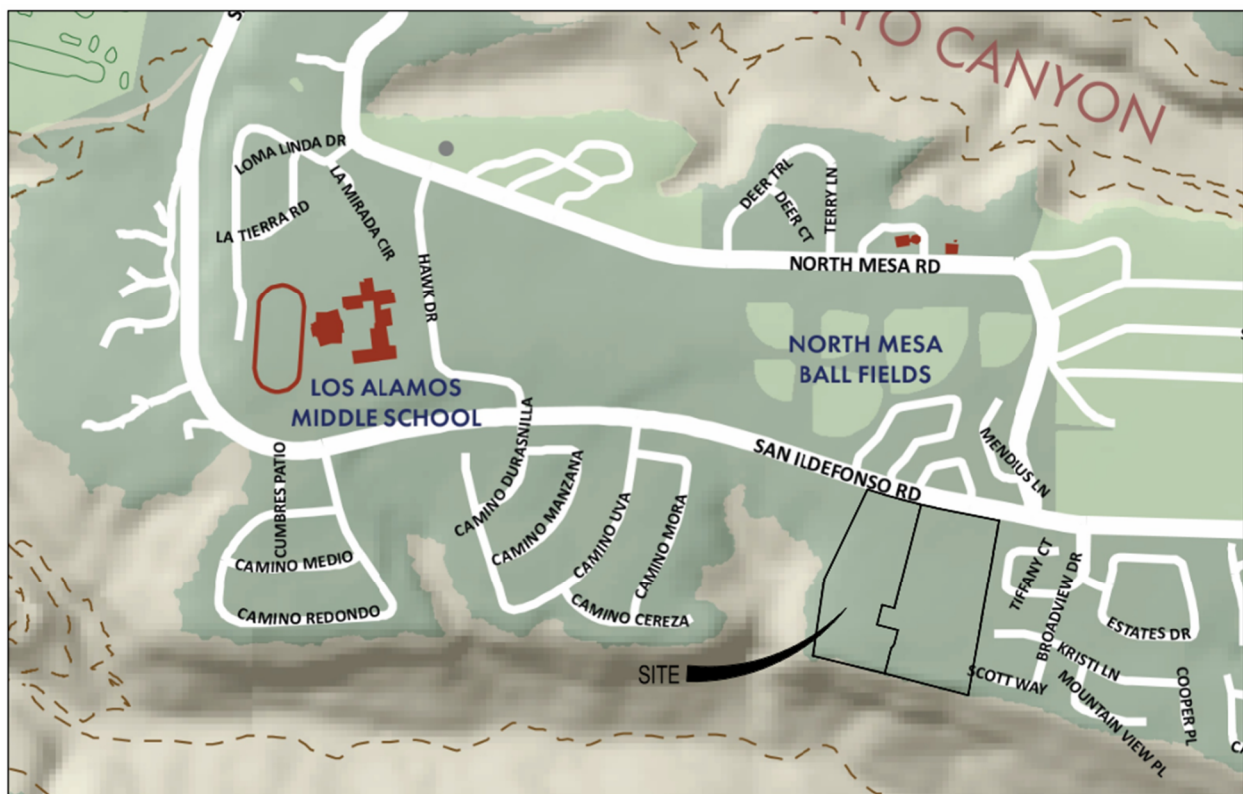 CANYON
LOMA LINDA DR
LA MIRADA CIR
LA TIERRA RD
HAWK DR
DEER TRL
DEER CT
TERRY LN
NORTH MESA RD
NORTH MESA
BALL FIELDS
LOS ALAMOS
MIDDLE SCHOOL
SAN ILDEFONSO RD
MENDIUS LN
CUMBRES PATIO
CAMINO MEDIO
CAMINO REDONDO
CAMINO DURASNILLA
CAMINO MANZANA
CAMINO UVA
CAMINO MORA
CAMINO CEREZA
SITE
TIFFANY CT
BROADVIEW DR
ESTATES DR
KRISTI LN
SCOTT WAY
MOUNTAIN VIEW PL
COOPER PL